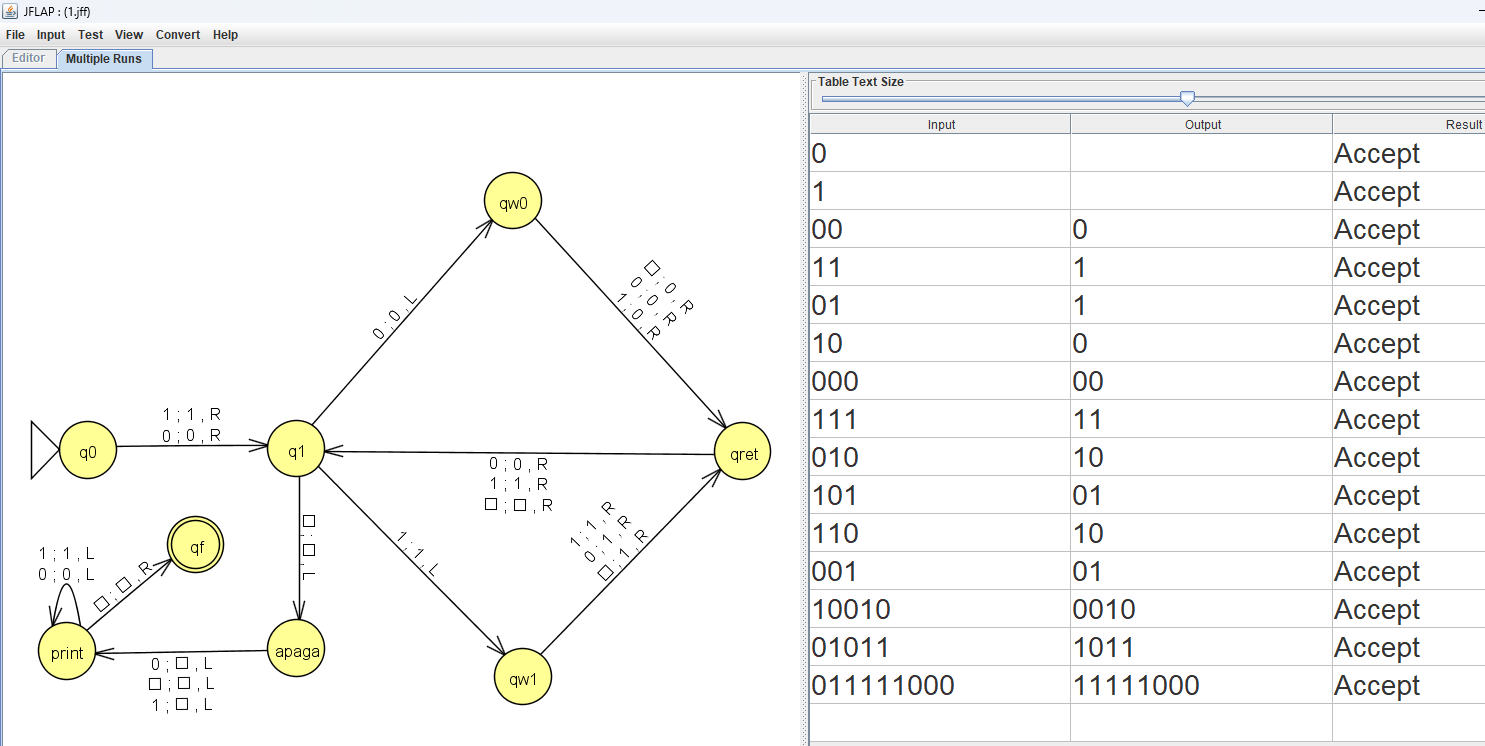 JFLAP : (1.jff)
File Input Test View Convert Help
Editor Multiple Runs
qw0
□ ; 0 , R
0 ; 0 , R
1 ; 0 , R
0 ; 0 , L
1 ; 1 , R
0 ; 0 , R
q0
q1
qret
0 ; 0 , R
1 ; 1 , R
□ ; □ , R
□ ; □ , L
1 ; 1 , L
1 ; 1 , R
0 ; 1 , R
□ ; 1 , R
qf
1 ; 1 , L
0 ; 0 , L
□ ; □ , R
print
apaga
qw1
0 ; □ , L
□ ; □ , L
1 ; □ , L
Table Text Size
Input Output Result
0 Accept
1 Accept
00 0 Accept
11 1 Accept
01 1 Accept
10 0 Accept
000 00 Accept
111 11 Accept
010 10 Accept
101 01 Accept
110 10 Accept
001 01 Accept
10010 0010 Accept
01011 1011 Accept
011111000 11111000 Accept